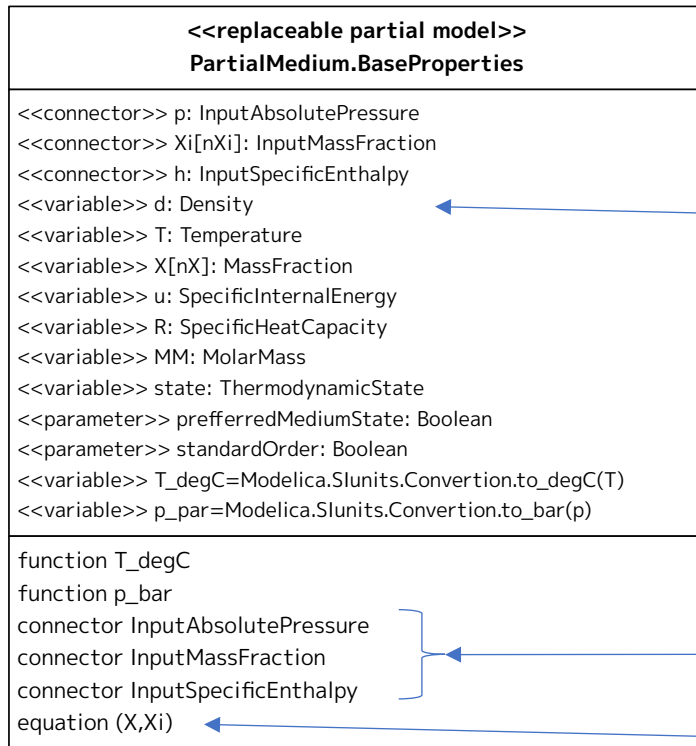 <<replaceable partial model>>
PartialMedium.BaseProperties
<<connector>> p: InputAbsolutePressure
<<connector>> Xi[nXi]: InputMassFraction
<<connector>> h: InputSpecificEnthalpy
<<variable>> d: Density
<<variable>> T: Temperature
<<variable>> X[nX]: MassFraction
<<variable>> u: SpecificInternalEnergy
<<variable>> R: SpecificHeatCapacity
<<variable>> MM: MolarMass
<<variable>> state: ThermodynamicState
<<parameter>> prefferredMediumState: Boolean
<<parameter>> standardOrder: Boolean
<<variable>> T_degC=Modelica.SIunits.Convertion.to_degC(T)
<<variable>> p_par=Modelica.SIunits.Convertion.to_bar(p)
function T_degC
function p_bar
connector InputAbsolutePressure
connector InputMassFraction
connector InputSpecificEnthalpy
equation (X,Xi)